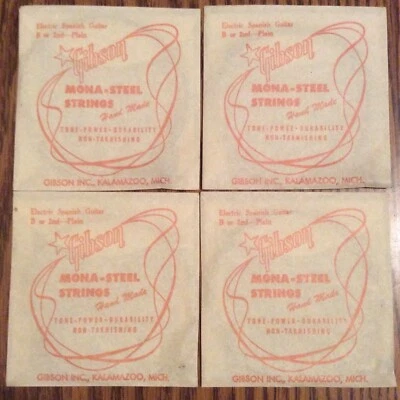 Electric Spanish Guitar
B or 2nd-Plain
Gibson
MONA-STEEL
STRINGS
Hand Made
TONE-POWER-DURABILITY
NON-TARNISHING
GIBSON INC., KALAMAZOO, MICH.
Electric Spanish Guitar
B or 2nd-Plain
Gibson
MONA-STEEL
STRINGS
Hand Made
TONE-POWER-DURABILITY
NON-TARNISHING
GIBSON INC., KALAMAZOO, MICH.
Electric Spanish Guitar
B or 2nd-Plain
Gibson
MONA-STEEL
STRINGS
Hand Made
TONE-POWER-DURABILITY
NON-TARNISHING
GIBSON INC., KALAMAZOO, MICH.
Electric Spanish Guitar
B or 2nd-Plain
Gibson
MONA-STEEL
STRINGS
Hand Made
TONE-POWER-DURABILITY
NON-TARNISHING
GIBSON INC., KALAMAZOO, MICH.